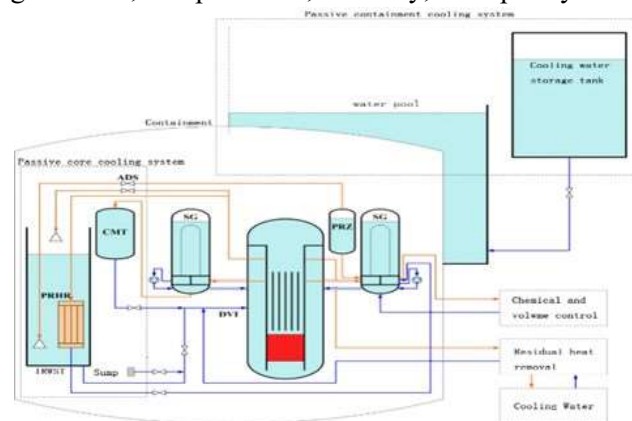 Passive containment cooling system
Cooling water
storage tank
water pool
Containment
Passive core cooling system
ADS
SG
SG
PRZ
CMT
PRHR
DVI
IRWST
Sump
Chemical and
volume control
Residual heat
removal
Cooling Water